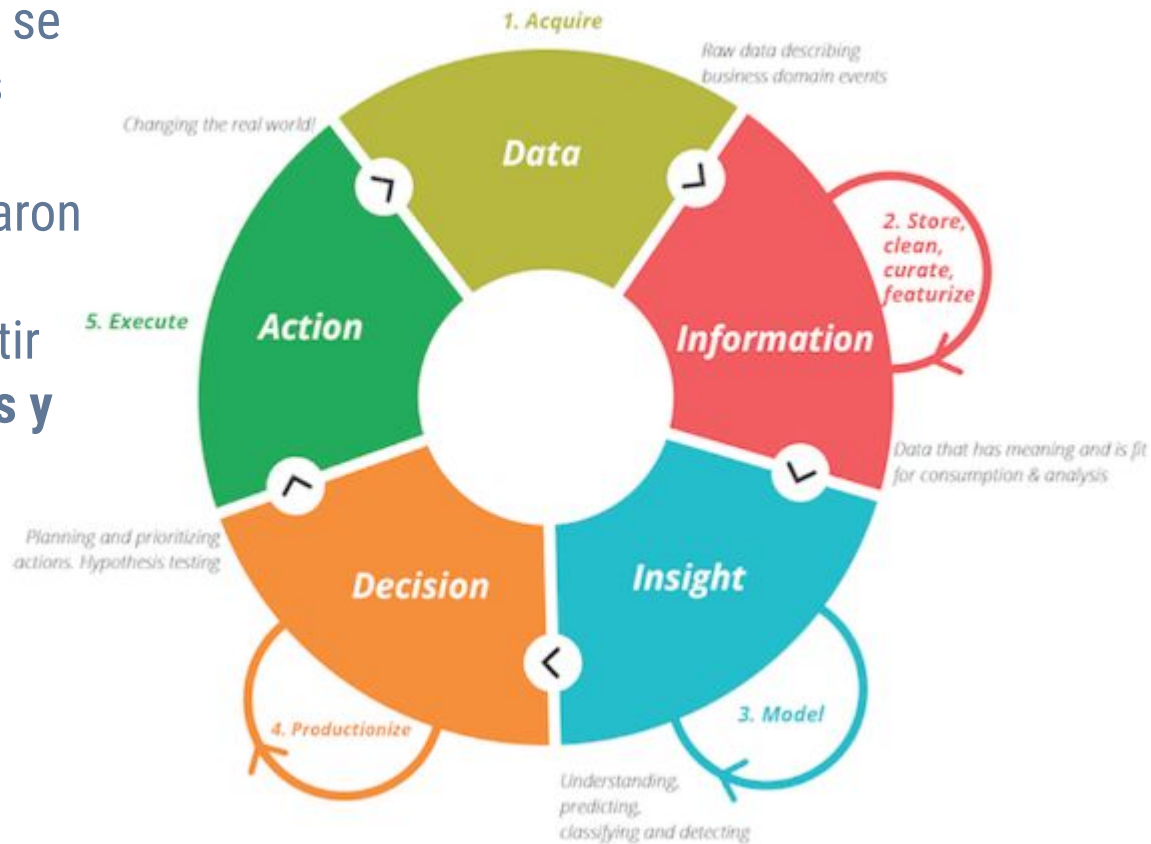 se
s
aron
tir
s y
1. Acquire
Raw data describing
business domain events
Changing the real world!
Data
2. Store,
clean,
curate,
featurize
5. Execute
Action
Information
Data that has meaning and is fit
for consumption & analysis
Planning and prioritizing
actions. Hypothesis testing
Decision
Insight
4. Productionize
3. Model
Understanding,
predicting,
classifying and detecting